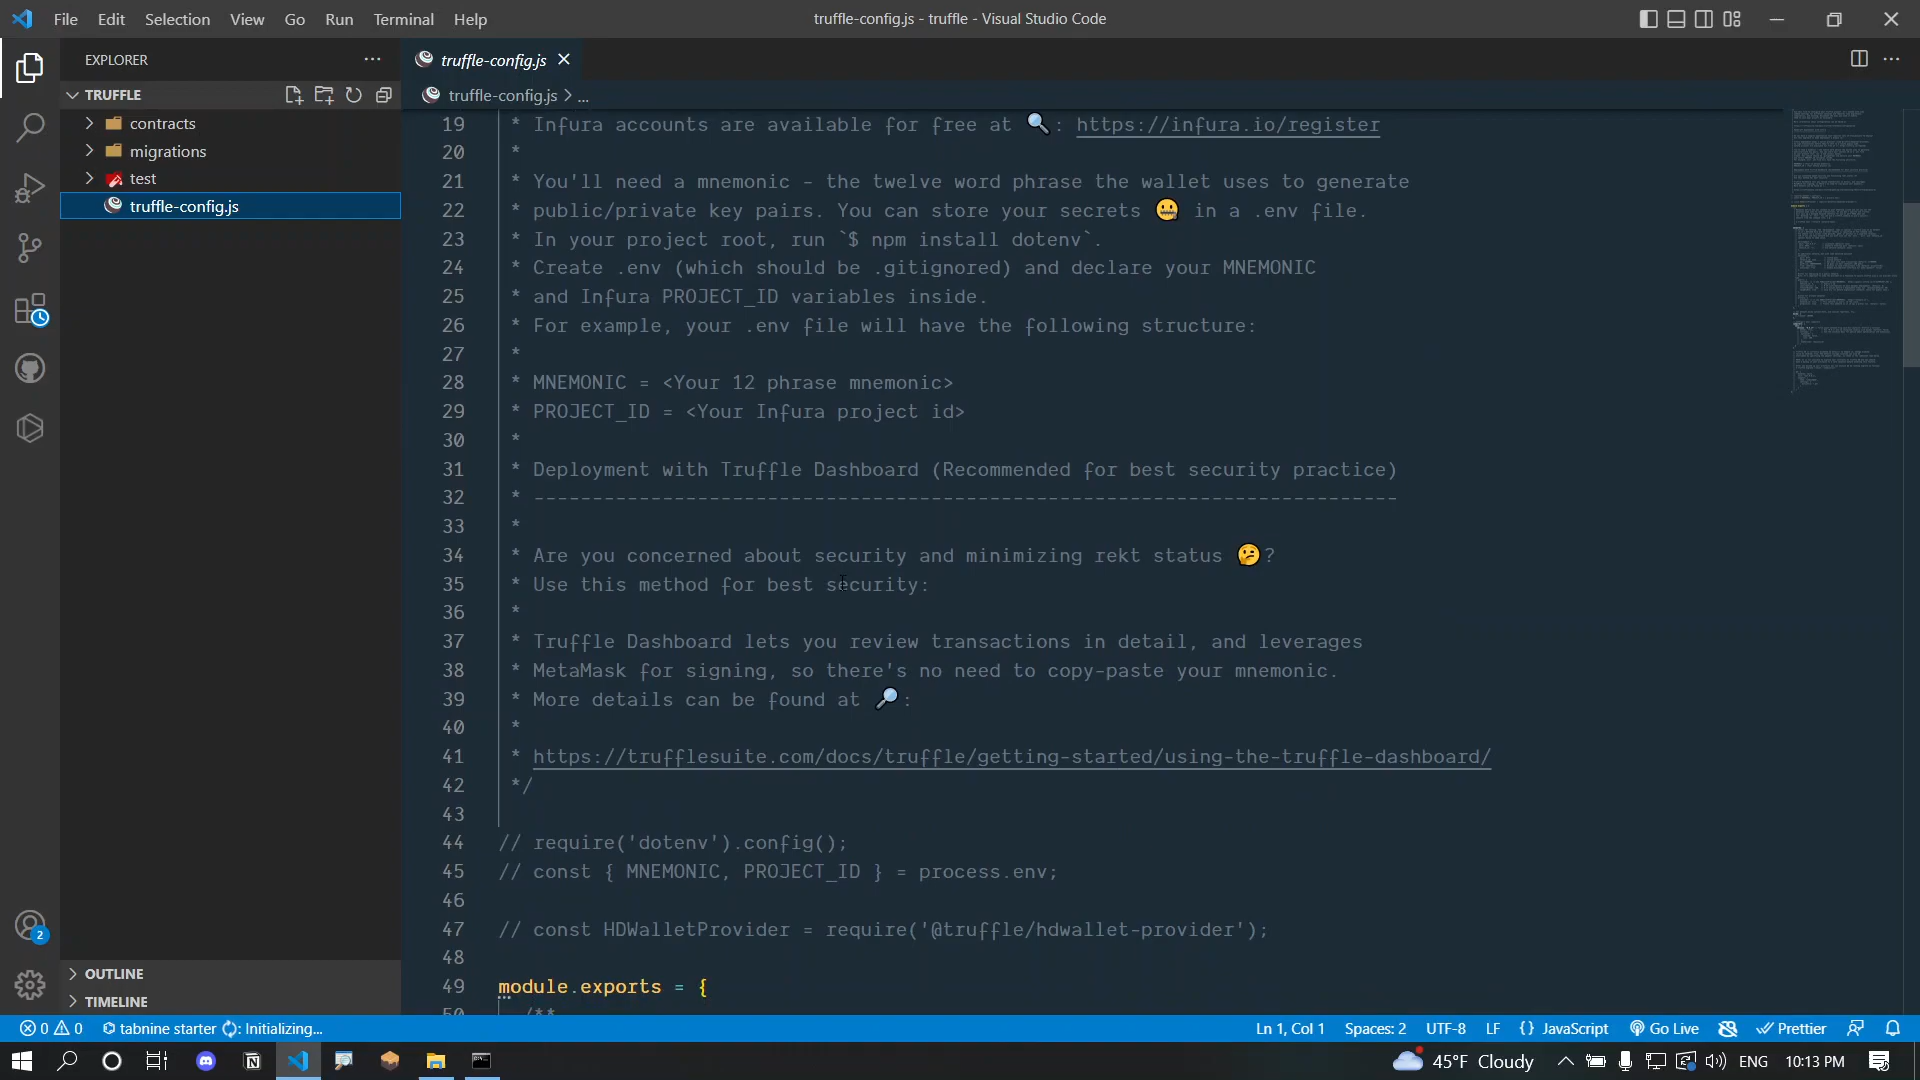 File Edit Selection View Go Run Terminal Help
truffle-config.js - truffle - Visual Studio Code
EXPLORER
TRUFFLE
contracts
migrations
test
truffle-config.js
OUTLINE
TIMELINE
truffle-config.js
truffle-config.js > ...
19 * Infura accounts are available for free at 🔍: https://infura.io/register
20 *
21 * You'll need a mnemonic - the twelve word phrase the wallet uses to generate
22 * public/private key pairs. You can store your secrets 🤐 in a .env file.
23 * In your project root, run `$ npm install dotenv`.
24 * Create .env (which should be .gitignored) and declare your MNEMONIC
25 * and Infura PROJECT_ID variables inside.
26 * For example, your .env file will have the following structure:
27 *
28 * MNEMONIC = <Your 12 phrase mnemonic>
29 * PROJECT_ID = <Your Infura project id>
30 *
31 * Deployment with Truffle Dashboard (Recommended for best security practice)
32 * --------------------------------------------------------------------------
33 *
34 * Are you concerned about security and minimizing rekt status 🤔?
35 * Use this method for best security:
36 *
37 * Truffle Dashboard lets you review transactions in detail, and leverages
38 * MetaMask for signing, so there's no need to copy-paste your mnemonic.
39 * More details can be found at 🔎:
40 *
41 * https://trufflesuite.com/docs/truffle/getting-started/using-the-truffle-dashboard/
42 */
43
44 // require('dotenv').config();
45 // const { MNEMONIC, PROJECT_ID } = process.env;
46
47 // const HDWalletProvider = require('@truffle/hdwallet-provider');
48
49 module.exports = {
50 /**
2
0 0 tabnine starter : Initializing...
Ln 1, Col 1 Spaces: 2 UTF-8 LF {} JavaScript Go Live Prettier
45°F Cloudy ENG 10:13 PM